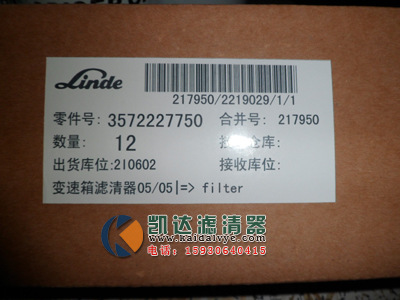 Linde
217950/2219029/1/1
零件号: 3572227750 合并号: 217950
数量: 12 仓库:
出货库位:2I0602 接收库位:
变速箱滤清器05/05|=> filter
凯达滤清器
www.kaidalvye.com
电话: 15930640415